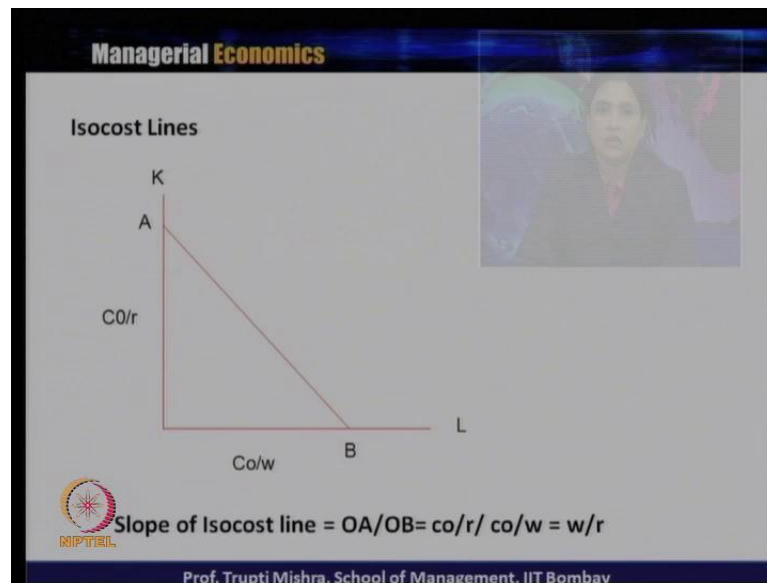 Managerial Economics
Isocost Lines
K
A
C0/r
L
B
Co/w
Slope of Isocost line = OA/OB= co/r/ co/w = w/r
NPTEL
Prof. Trupti Mishra, School of Management, IIT Bombay